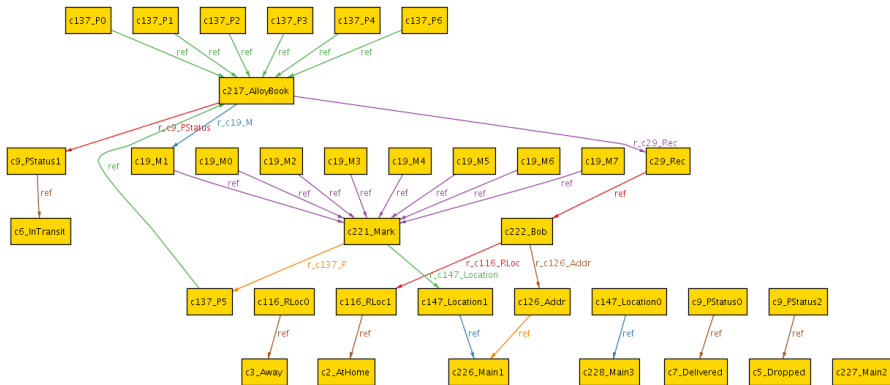 c137_P0 c137_P1 c137_P2 c137_P3 c137_P4 c137_P6
ref ref ref ref ref ref
c217_AlloyBook
r_c9_PStatus r_c19_M r_c29_Rec
c9_PStatus1 ref c19_M1 c19_M0 c19_M2 c19_M3 c19_M4 c19_M5 c19_M6 c19_M7 c29_Rec
ref ref ref ref ref ref ref ref ref ref
c6_InTransit c221_Mark c222_Bob
r_c137_P r_c147_Location r_c116_RLoc r_c126_Addr
c137_P5 c116_RLoc0 c116_RLoc1 c147_Location1 c126_Addr c147_Location0 c9_PStatus0 c9_PStatus2
ref ref ref ref ref ref ref
c3_Away c2_AtHome c226_Main1 c228_Main3 c7_Delivered c5_Dropped c227_Main2